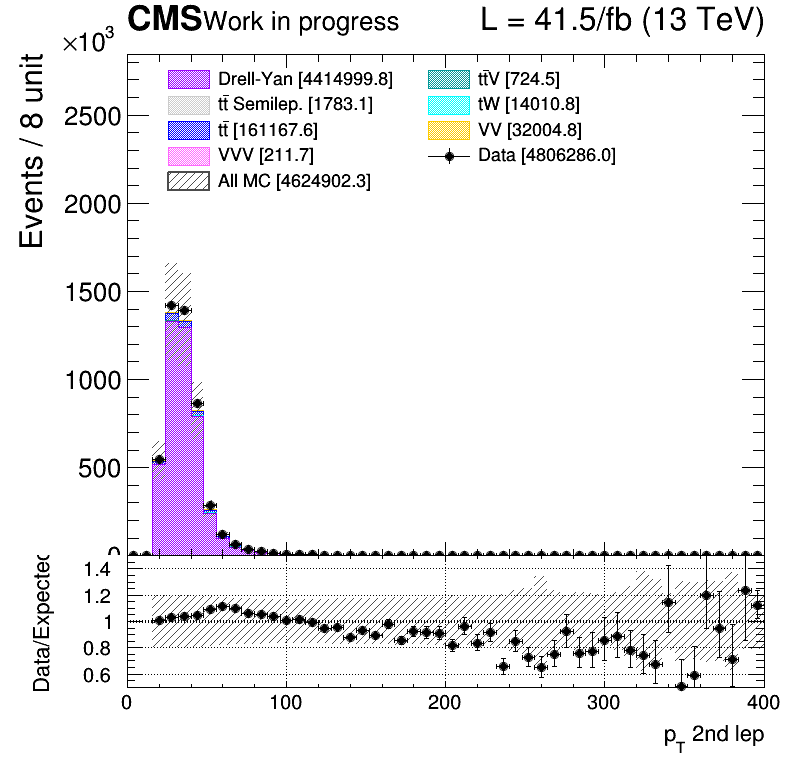 CMS Work in progress L = 41.5/fb (13 TeV)
×10³
Events / 8 unit
Drell-Yan [4414999.8]
tt̄ Semilep. [1783.1]
tt̄ [161167.6]
VVV [211.7]
All MC [4624902.3]
tt̄V [724.5]
tW [14010.8]
VV [32004.8]
Data [4806286.0]
2500
2000
1500
1000
500
0
Data/Expected
1.4
1.2
1
0.8
0.6
0 100 200 300 400
p_T 2nd lep